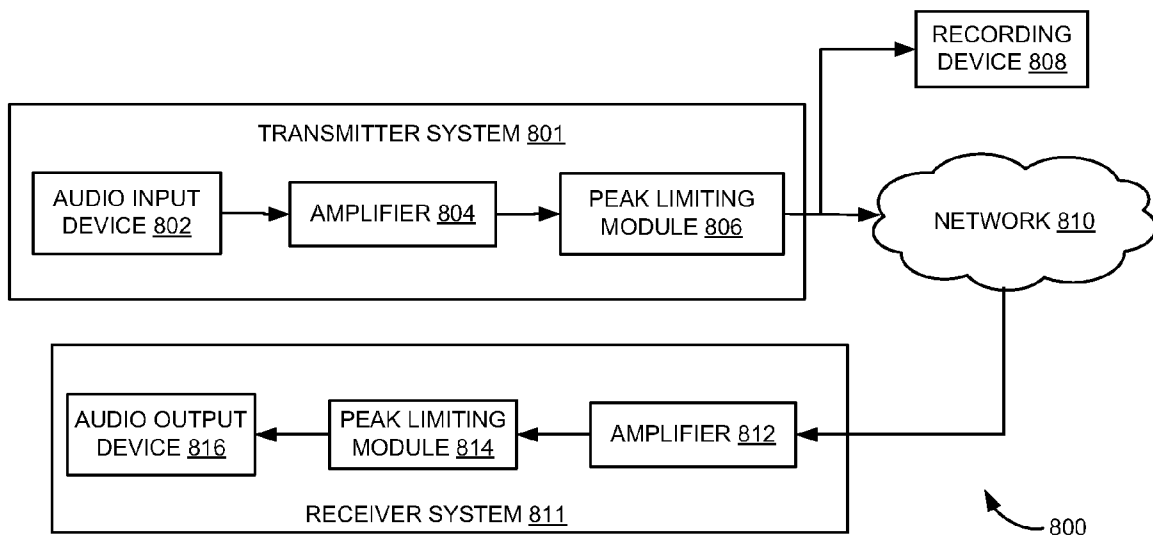 RECORDING
DEVICE 808
TRANSMITTER SYSTEM 801
AUDIO INPUT
DEVICE 802
AMPLIFIER 804
PEAK LIMITING
MODULE 806
NETWORK 810
AUDIO OUTPUT
DEVICE 816
PEAK LIMITING
MODULE 814
AMPLIFIER 812
RECEIVER SYSTEM 811
800